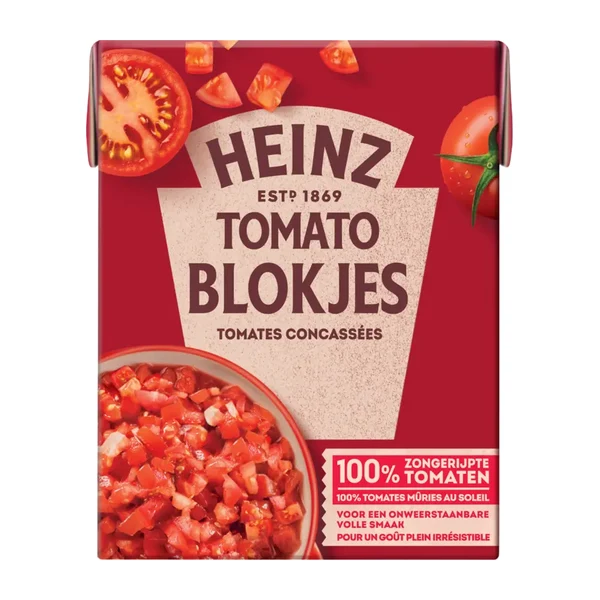 HEINZ
ESTD 1869
TOMATO
BLOKJES
TOMATES CONCASSÉES
100% ZONGERIJPTE
TOMATEN
100% TOMATES MÛRIES AU SOLEIL
VOOR EEN ONWEERSTAANBARE
VOLLE SMAAK
POUR UN GOÛT PLEIN IRRÉSISTIBLE